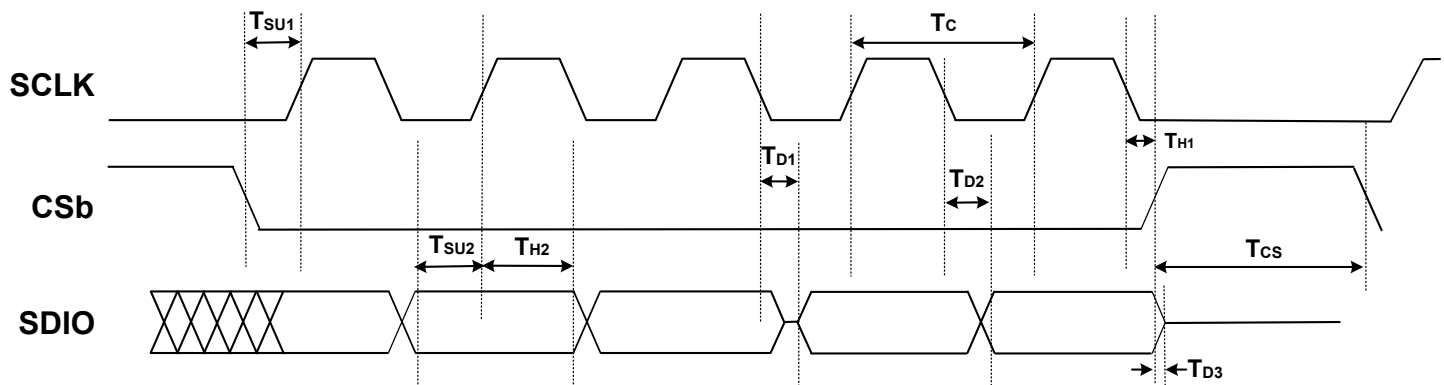 TSU1
TC
SCLK
TH1
TD1
TD2
CSb
TSU2
TH2
TCS
SDIO
TD3